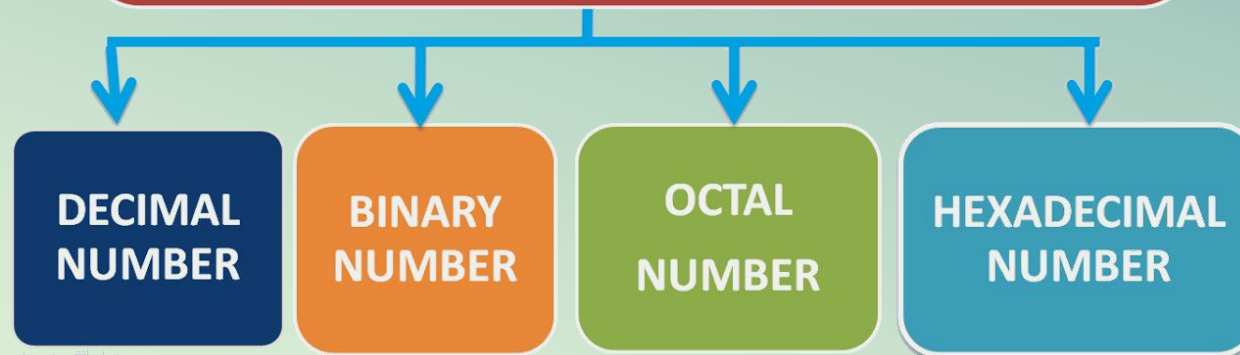 DECIMAL
NUMBER
BINARY
NUMBER
OCTAL
NUMBER
HEXADECIMAL
NUMBER